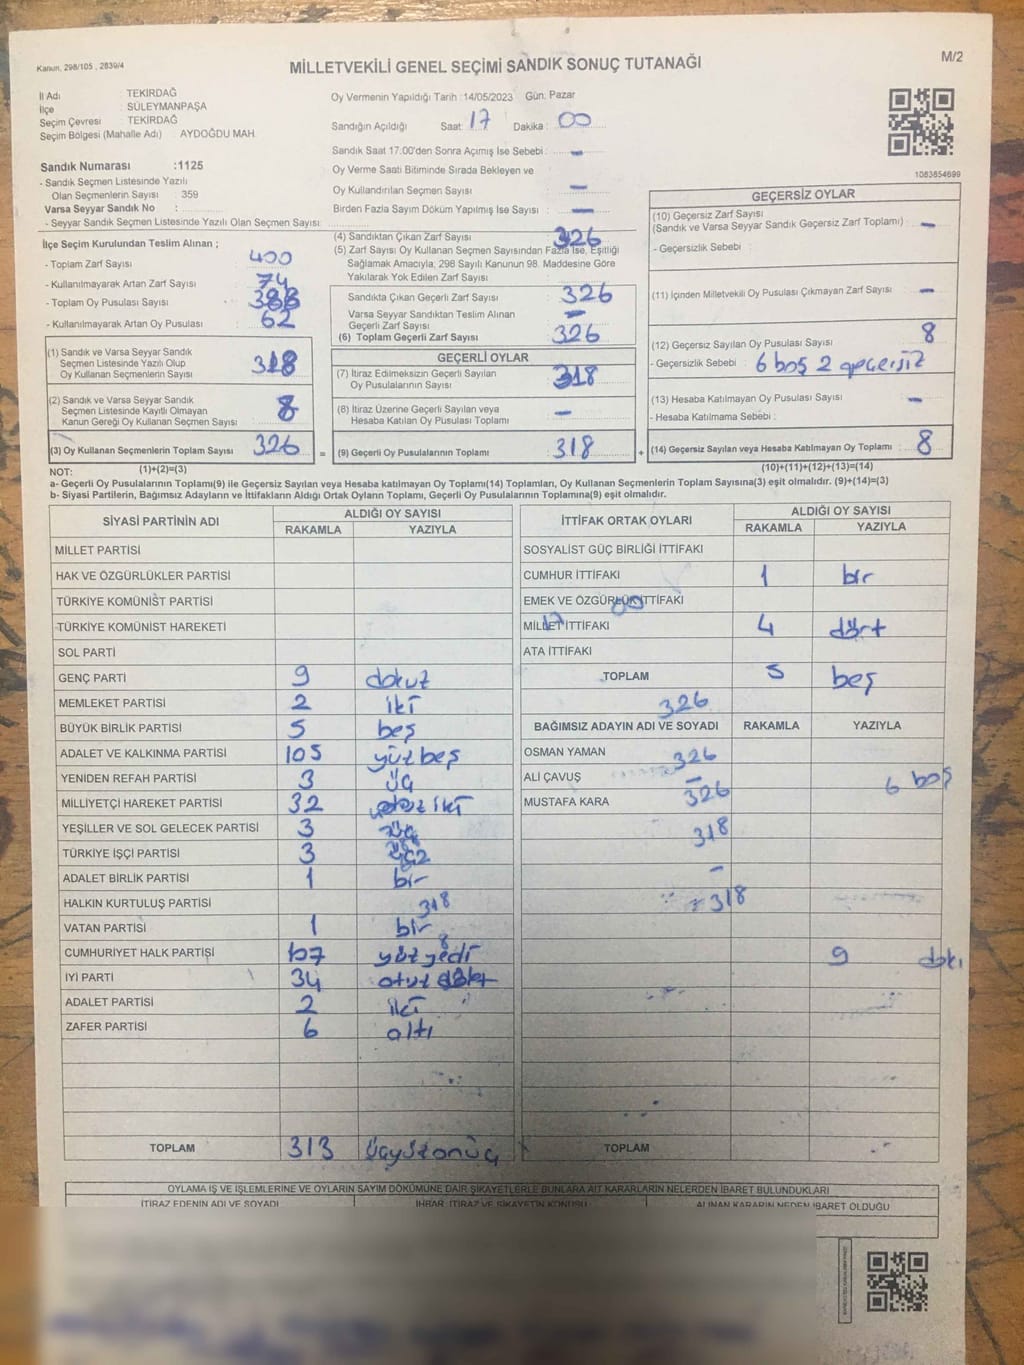 Kanun, 298/105 , 2839/4
M/2
MİLLETVEKİLİ GENEL SEÇİMİ SANDIK SONUÇ TUTANAĞI
İl Adı : TEKİRDAĞ
İlçe : SÜLEYMANPAŞA
Seçim Çevresi : TEKİRDAĞ
Seçim Bölgesi (Mahalle Adı) : AYDOĞDU MAH.
Oy Vermenin Yapıldığı Tarih :14/05/2023 Gün: Pazar
Sandığın Açıldığı Saat: 17 Dakika : 00
Sandık Saat 17:00'den Sonra Açımış İse Sebebi : -
Oy Verme Saati Bitiminde Sırada Bekleyen ve
Oy Kullandırılan Seçmen Sayısı : -
Birden Fazla Sayım Döküm Yapılmış İse Sayısı : -
1083654699
Sandık Numarası :1125
- Sandık Seçmen Listesinde Yazılı
Olan Seçmenlerin Sayısı : 359
Varsa Seyyar Sandık No :
- Seyyar Sandık Seçmen Listesinde Yazılı Olan Seçmen Sayısı:
İlçe Seçim Kurulundan Teslim Alınan ;
- Toplam Zarf Sayısı : 400
- Kullanılmayarak Artan Zarf Sayısı : 74
- Toplam Oy Pusulası Sayısı : 388
- Kullanılmayarak Artan Oy Pusulası : 62
(1) Sandık ve Varsa Seyyar Sandık
Seçmen Listesinde Yazılı Olup
Oy Kullanan Seçmenlerin Sayısı : 318
(2) Sandık ve Varsa Seyyar Sandık
Seçmen Listesinde Kayıtlı Olmayan
Kanun Gereği Oy Kullanan Seçmen Sayısı : 8
(3) Oy Kullanan Seçmenlerin Toplam Sayısı 326 =
(4) Sandıktan Çıkan Zarf Sayısı : 326
(5) Zarf Sayısı Oy Kullanan Seçmen Sayısından Fazla İse, Eşitliği
Sağlamak Amacıyla; 298 Sayılı Kanunun 98. Maddesine Göre
Yakılarak Yok Edilen Zarf Sayısı :
Sandıkta Çıkan Geçerli Zarf Sayısı : 326
Varsa Seyyar Sandıktan Teslim Alınan
Geçerli Zarf Sayısı : -
(6) Toplam Geçerli Zarf Sayısı : 326
GEÇERLİ OYLAR
(7) İtiraz Edilmeksizin Geçerli Sayılan
Oy Pusulalarının Sayısı : 318
(8) İtiraz Üzerine Geçerli Sayılan veya
Hesaba Katılan Oy Pusulası Toplamı : -
(9) Geçerli Oy Pusulalarının Toplamı : 318 +
GEÇERSİZ OYLAR
(10) Geçersiz Zarf Sayısı
(Sandık ve Varsa Seyyar Sandık Geçersiz Zarf Toplamı) : -
- Geçersizlik Sebebi :
(11) İçinden Milletvekili Oy Pusulası Çıkmayan Zarf Sayısı : -
(12) Geçersiz Sayılan Oy Pusulası Sayısı : 8
- Geçersizlik Sebebi : 6 boş 2 geçersiz
(13) Hesaba Katılmayan Oy Pusulası Sayısı : -
- Hesaba Katılmama Sebebi :
(14) Geçersiz Sayılan veya Hesaba Katılmayan Oy Toplamı : 8
NOT: (1)+(2)=(3) (10)+(11)+(12)+(13)=(14)
a- Geçerli Oy Pusulalarının Toplamı(9) ile Geçersiz Sayılan veya Hesaba katılmayan Oy Toplamı(14) Toplamları, Oy Kullanan Seçmenlerin Toplam Sayısına(3) eşit olmalıdır. (9)+(14)=(3)
b- Siyasi Partilerin, Bağımsız Adayların ve İttifakların Aldığı Ortak Oyların Toplamı, Geçerli Oy Pusulalarının Toplamına(9) eşit olmalıdır.
SİYASİ PARTİNİN ADI ALDIĞI OY SAYISI
RAKAMLA YAZIYLA
MİLLET PARTİSİ
HAK VE ÖZGÜRLÜKLER PARTİSİ
TÜRKİYE KOMÜNİST PARTİSİ
TÜRKİYE KOMÜNİST HAREKETİ
SOL PARTİ
GENÇ PARTİ 9 dokuz
MEMLEKET PARTİSİ 2 iki
BÜYÜK BİRLİK PARTİSİ 5 beş
ADALET VE KALKINMA PARTİSİ 105 yüzbeş
YENİDEN REFAH PARTİSİ 3 üç
MİLLİYETÇİ HAREKET PARTİSİ 32 otuz iki
YEŞİLLER VE SOL GELECEK PARTİSİ 3 üç
TÜRKİYE İŞÇİ PARTİSİ 3 üç
ADALET BİRLİK PARTİSİ 1 bir
HALKIN KURTULUŞ PARTİSİ 318
VATAN PARTİSİ 1 bir
8
CUMHURİYET HALK PARTİSİ 107 yüz yedi
İYİ PARTİ 34 otuz dört
ADALET PARTİSİ 2 iki
ZAFER PARTİSİ 6 altı
TOPLAM 313 üçyüzonüç
İTTİFAK ORTAK OYLARI ALDIĞI OY SAYISI
RAKAMLA YAZIYLA
SOSYALİST GÜÇ BİRLİĞİ İTTİFAKI
CUMHUR İTTİFAKI 1 bir
EMEK VE ÖZGÜRLÜK İTTİFAKI
00
MİLLET İTTİFAKI 4 dört
17
ATA İTTİFAKI
TOPLAM 5 beş
326
BAĞIMSIZ ADAYIN ADI VE SOYADI RAKAMLA YAZIYLA
OSMAN YAMAN 326
ALİ ÇAVUŞ - 6 boş
MUSTAFA KARA 326
318
-
318
9 dokı
TOPLAM
OYLAMA İŞ VE İŞLEMLERİNE VE OYLARIN SAYIM DÖKÜMÜNE DAİR ŞİKAYETLERLE BUNLARA AİT KARARLARIN NELERDEN İBARET BULUNDUKLARI
İTİRAZ EDENİN ADI VE SOYADI İHBAR, İTİRAZ VE ŞİKAYETİN KONUSU ALINAN KARARIN NEDEN İBARET OLDUĞU